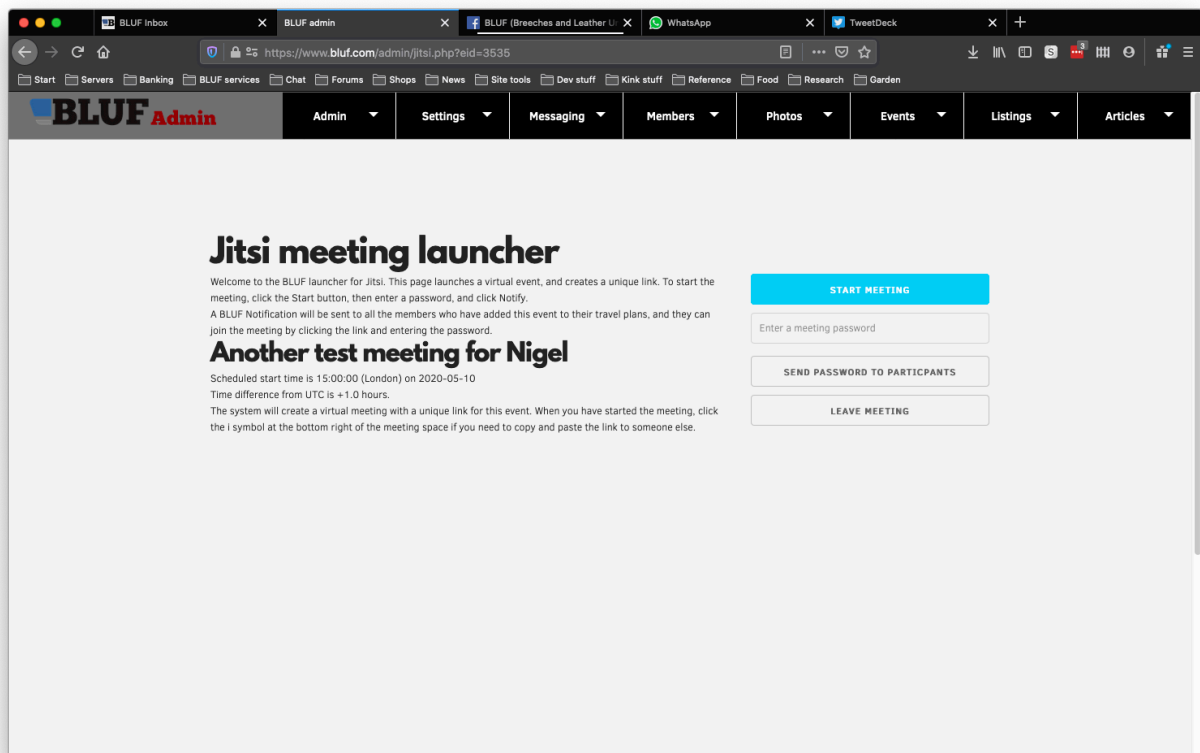 BLUF Inbox
BLUF admin
BLUF (Breeches and Leather U
WhatsApp
TweetDeck
https://www.bluf.com/admin/jitsi.php?eid=3535
S
3
Start Servers Banking BLUF services Chat Forums Shops News Site tools Dev stuff Kink stuff Reference Food Research Garden
BLUF Admin
Admin Settings Messaging Members Photos Events Listings Articles
Jitsi meeting launcher
Welcome to the BLUF launcher for Jitsi. This page launches a virtual event, and creates a unique link. To start the
meeting, click the Start button, then enter a password, and click Notify.
A BLUF Notification will be sent to all the members who have added this event to their travel plans, and they can
join the meeting by clicking the link and entering the password.
Another test meeting for Nigel
Scheduled start time is 15:00:00 (London) on 2020-05-10
Time difference from UTC is +1.0 hours.
The system will create a virtual meeting with a unique link for this event. When you have started the meeting, click
the i symbol at the bottom right of the meeting space if you need to copy and paste the link to someone else.
START MEETING
Enter a meeting password
SEND PASSWORD TO PARTICPANTS
LEAVE MEETING